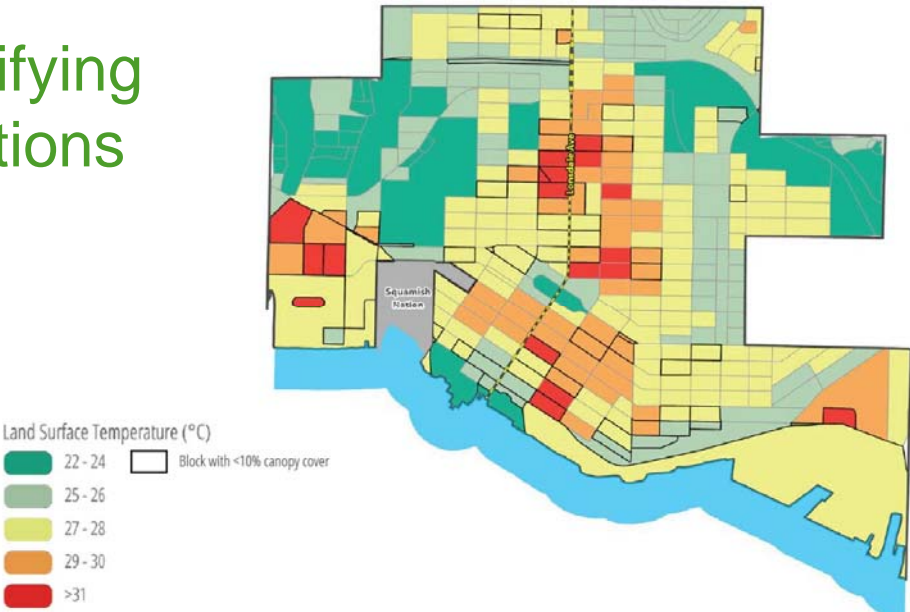 ifying
tions
Lonsdale Ave
Squamish
Nation
Land Surface Temperature (°C)
22 - 24
Block with <10% canopy cover
25 - 26
27 - 28
29 - 30
>31